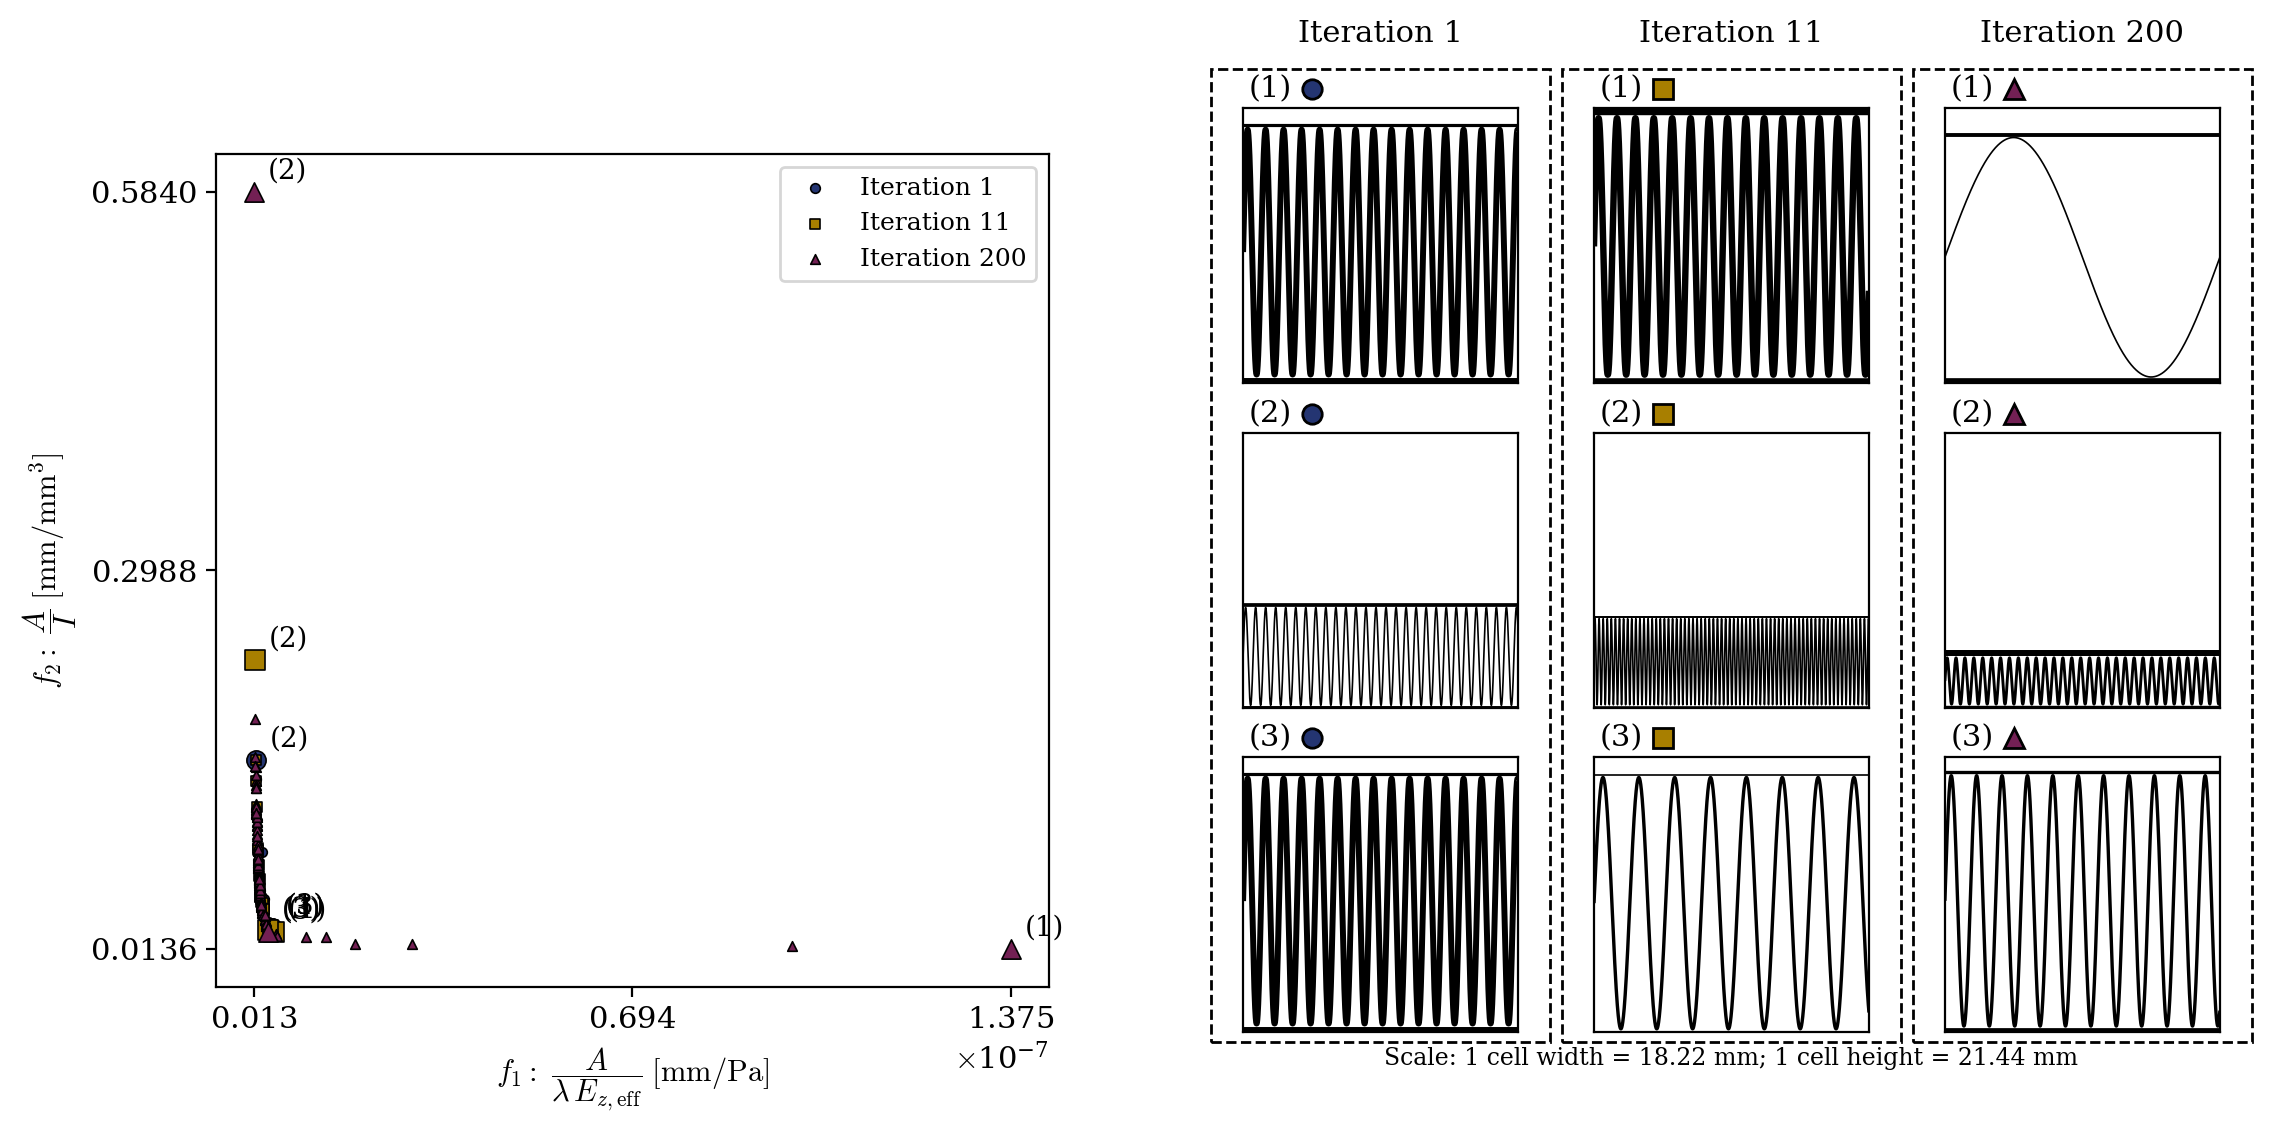 Iteration 1
Iteration 11
Iteration 200
(1)
(1)
(1)
(2)
(2)
(2)
(3)
(3)
(3)
Scale: 1 cell width = 18.22 mm; 1 cell height = 21.44 mm
Iteration 1
Iteration 11
Iteration 200
(2)
(2)
(2)
(3)
(1)
0.5840
0.2988
0.0136
f₂ : A/I [mm/mm³]
0.013
0.694
1.375
×10⁻⁷
f₁ : A/(λ E_z,eff) [mm/Pa]